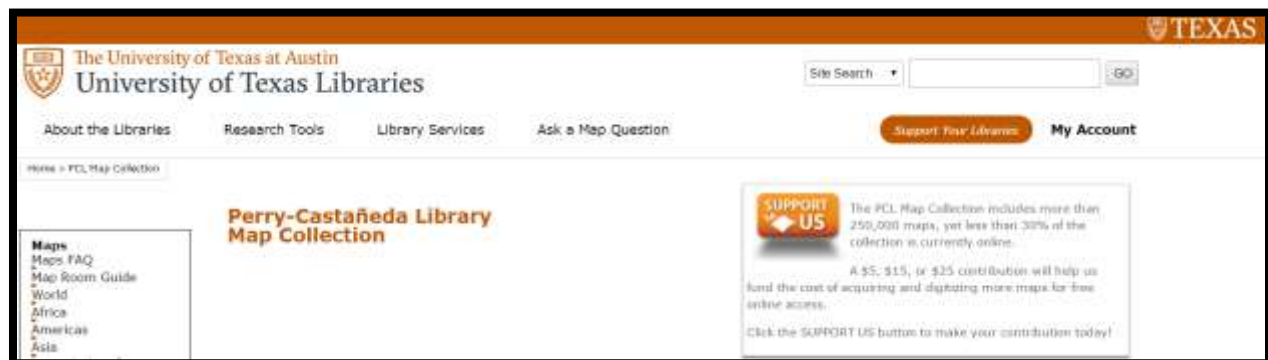 TEXAS
The University of Texas at Austin
University of Texas Libraries
Site Search
GO
About the Libraries
Research Tools
Library Services
Ask a Map Question
Support Your Libraries
My Account
Home > PCL Map Collection
Perry-Castañeda Library
Map Collection
Maps
Maps FAQ
Map Room Guide
World
Africa
Americas
Asia
SUPPORT
US
The PCL Map Collection includes more than
250,000 maps, yet less than 30% of the
collection is currently online.
A $5, $15, or $25 contribution will help us
fund the cost of acquiring and digitizing more maps for free
online access.
Click the SUPPORT US button to make your contribution today!